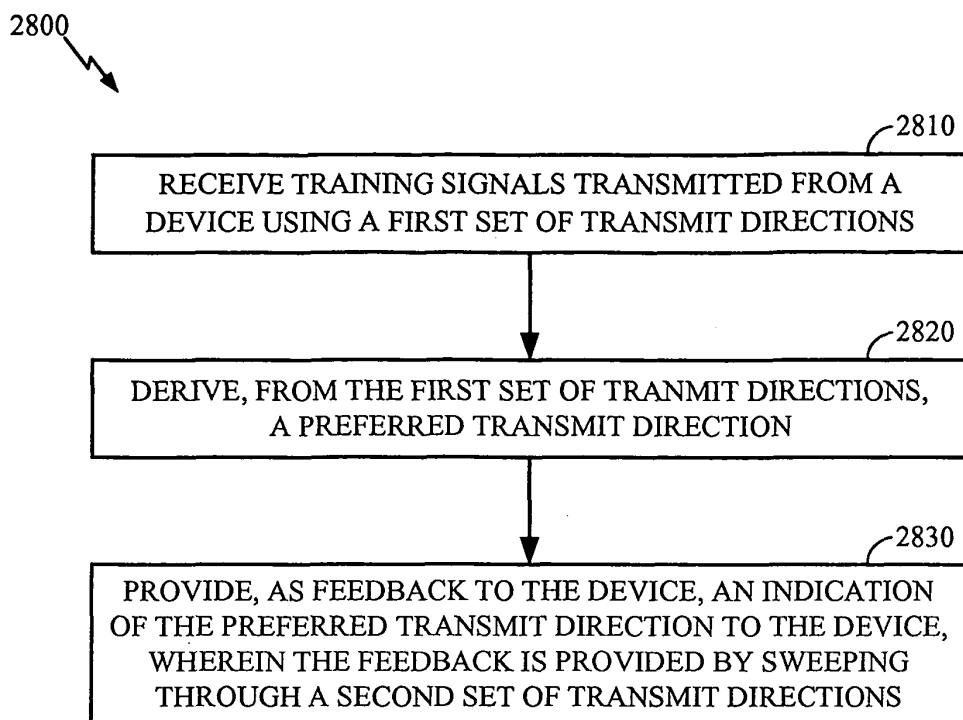 2800
2810
RECEIVE TRAINING SIGNALS TRANSMITTED FROM A
DEVICE USING A FIRST SET OF TRANSMIT DIRECTIONS
2820
DERIVE, FROM THE FIRST SET OF TRANMIT DIRECTIONS,
A PREFERRED TRANSMIT DIRECTION
2830
PROVIDE, AS FEEDBACK TO THE DEVICE, AN INDICATION
OF THE PREFERRED TRANSMIT DIRECTION TO THE DEVICE,
WHEREIN THE FEEDBACK IS PROVIDED BY SWEEPING
THROUGH A SECOND SET OF TRANSMIT DIRECTIONS